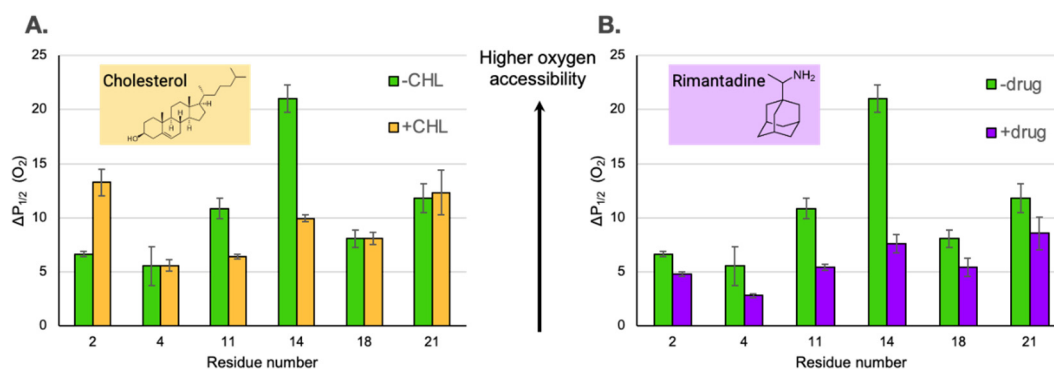 A.
25
20
15
10
5
0
ΔP1/2 (O2)
Cholesterol
H
H
H
H
HO
-CHL
+CHL
2 4 11 14 18 21
Residue number
Higher oxygen
accessibility
B.
25
20
15
10
5
0
ΔP1/2 (O2)
Rimantadine
NH2
-drug
+drug
2 4 11 14 18 21
Residue number